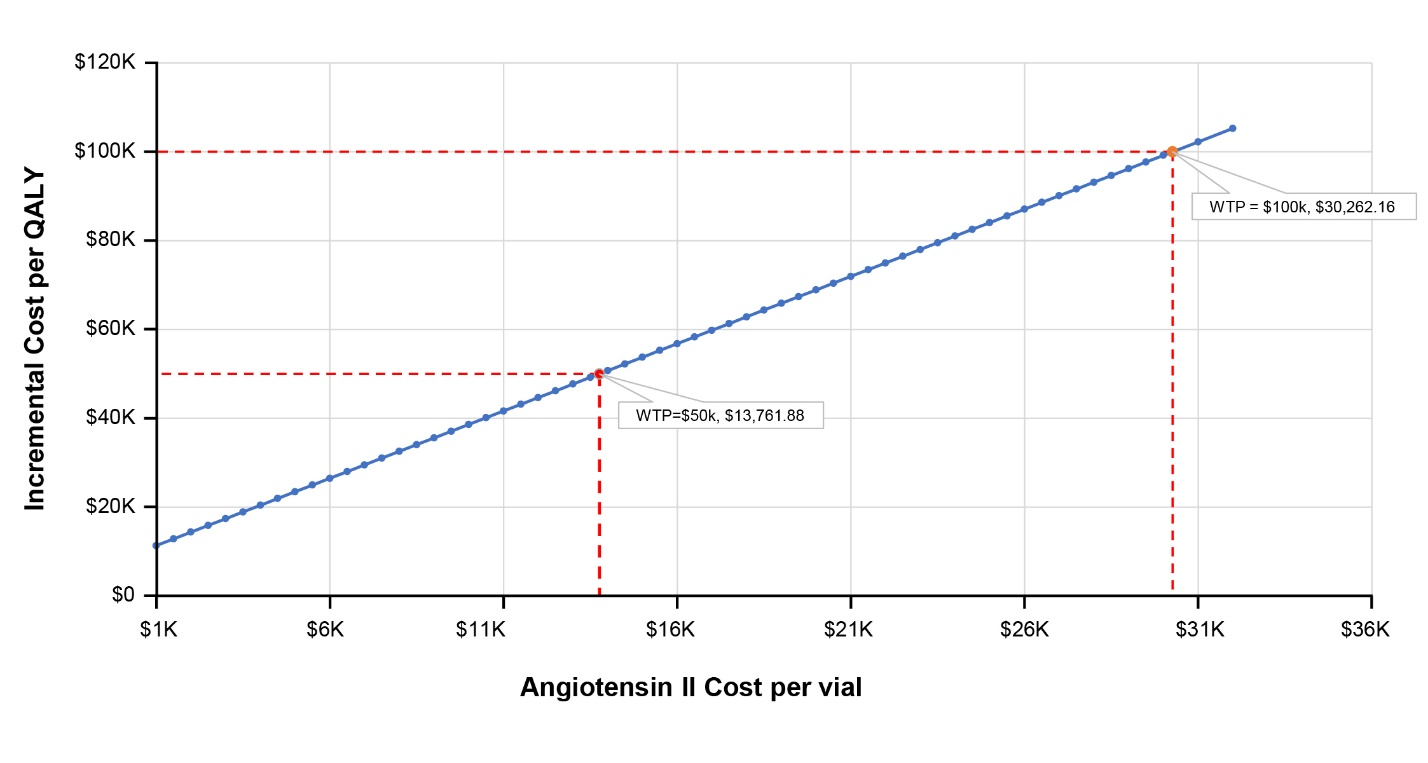 $120K
$100K
$80K
$60K
$40K
$20K
$0
Incremental Cost per QALY
WTP = $100k, $30,262.16
WTP=$50k, $13,761.88
$1K $6K $11K $16K $21K $26K $31K $36K
Angiotensin II Cost per vial